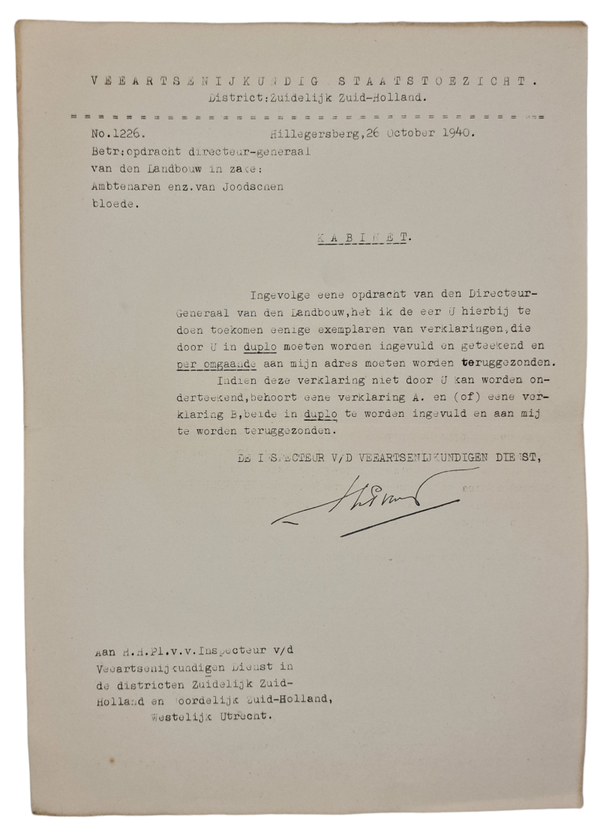 VEEARTSENIJKUNDIG STAATSTOEZICHT.
District:Zuidelijk Zuid-Holland.
No.1226. Hillegersberg,26 October 1940.
Betr:opdracht directeur-generaal
van den Landbouw in zake:
Ambtenaren enz.van Joodschen
bloede.
KABINET.
Ingevolge eene opdracht van den Directeur-
Generaal van den Landbouw,heb ik de eer U hierbij te
doen toekomen eenige exemplaren van verklaringen,die
door U in duplo moeten worden ingevuld en geteekend en
per omgaande aan mijn adres moeten worden teruggezonden.
Indien deze verklaring niet door U kan worden on-
derteekend,behoort eene verklaring A. en (of) eene ver-
klaring B,beide in duplo te worden ingevuld en aan mij
te worden teruggezonden.
DE INSPECTEUR V/D VEEARTSENIJKUNDIGEN DIENST,
Aan H.H.Pl.v.v.Inspecteur v/d
Veeartsenijkundigen Dienst in
de districten Zuidelijk Zuid-
Holland en Noordelijk Zuid-Holland,
Westelijk Utrecht.